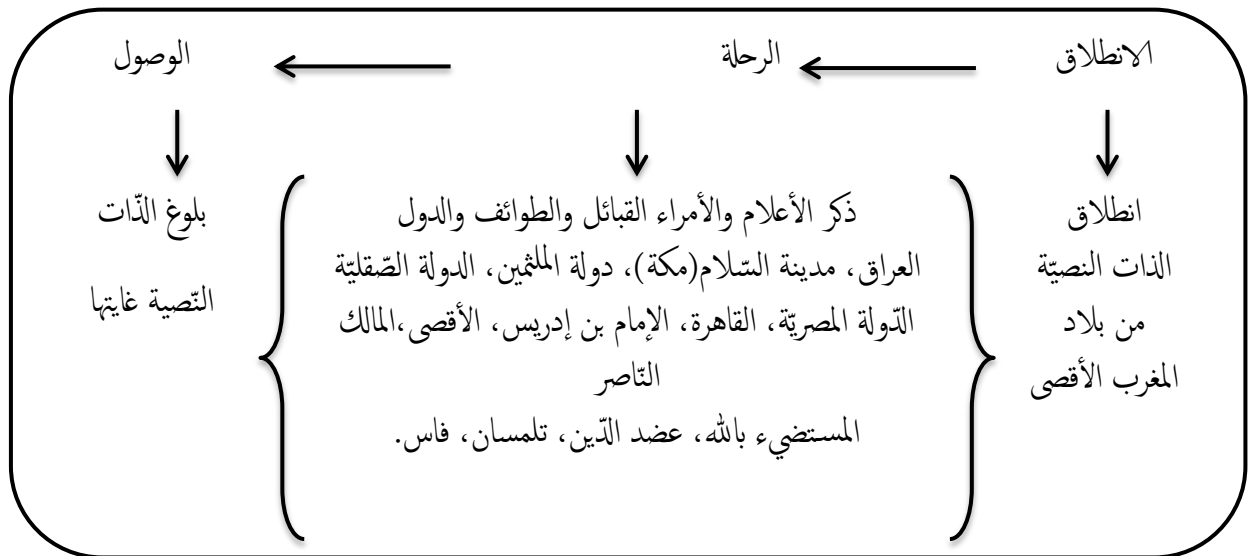 الانطلاق
الرحلة
الوصول
انطلاق
الذات النصيّة
من بلاد
المغرب الأقصى
ذكر الأعلام والأمراء القبائل والطوائف والدول
العراق، مدينة السّلام(مكة)، دولة الملثمين، الدولة الصّقليّة
الدّولة المصريّة، القاهرة، الإمام بن إدريس، الأقصى،المالك
النّاصر
المستضيء بالله، عضد الدّين، تلمسان، فاس.
بلوغ الذّات
النّصية غايتها